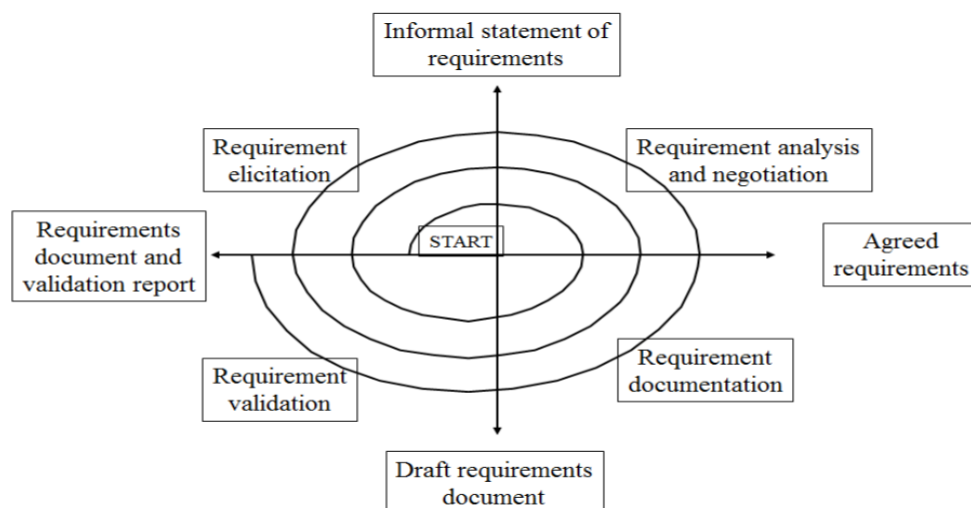 Informal statement of
requirements
Requirement
elicitation
Requirement analysis
and negotiation
START
Requirements
document and
validation report
Agreed
requirements
Requirement
validation
Requirement
documentation
Draft requirements
document